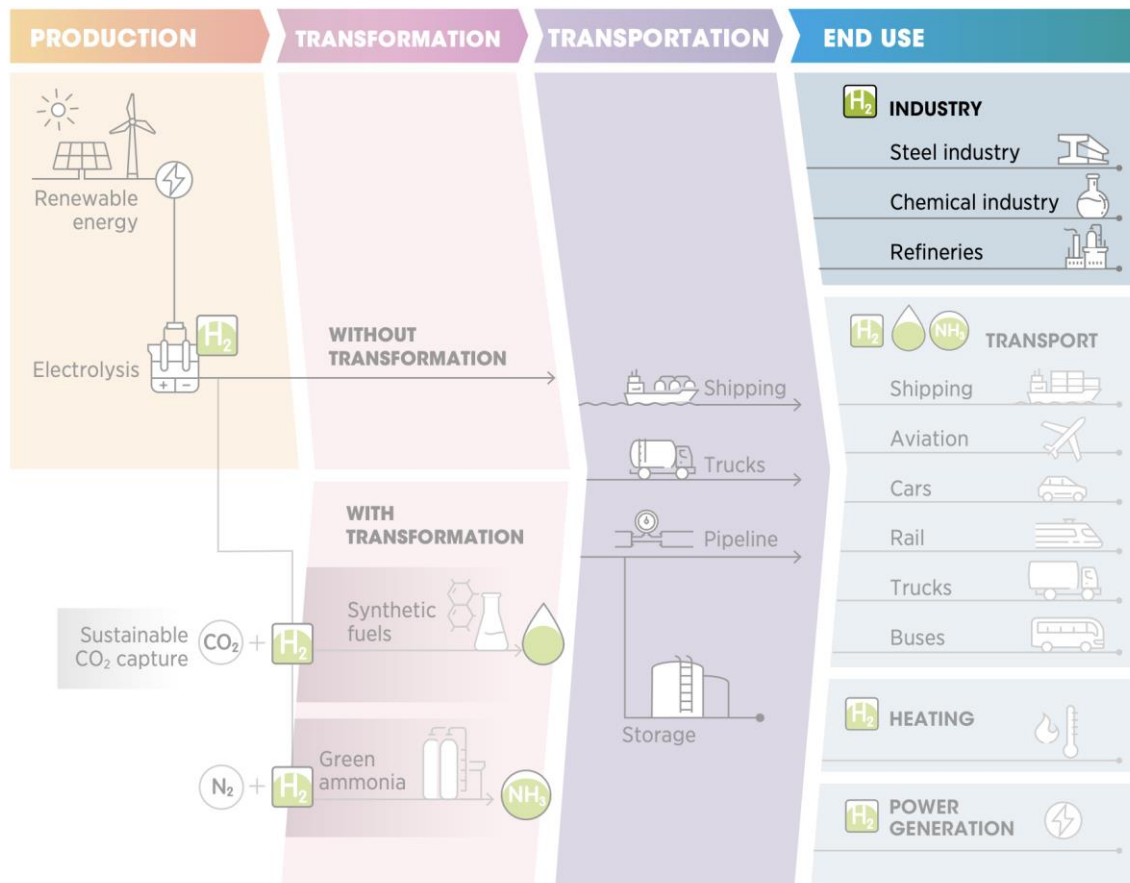 PRODUCTION
TRANSFORMATION
TRANSPORTATION
END USE
Renewable
energy
Electrolysis
H₂
+ −
WITHOUT
TRANSFORMATION
WITH
TRANSFORMATION
Sustainable
CO₂ capture
CO₂ + H₂
Synthetic
fuels
N₂ + H₂
Green
ammonia
NH₃
Shipping
Trucks
Pipeline
Storage
H₂ INDUSTRY
Steel industry
Chemical industry
Refineries
H₂ NH₃ TRANSPORT
Shipping
Aviation
Cars
Rail
Trucks
Buses
H₂ HEATING
H₂ POWER
GENERATION